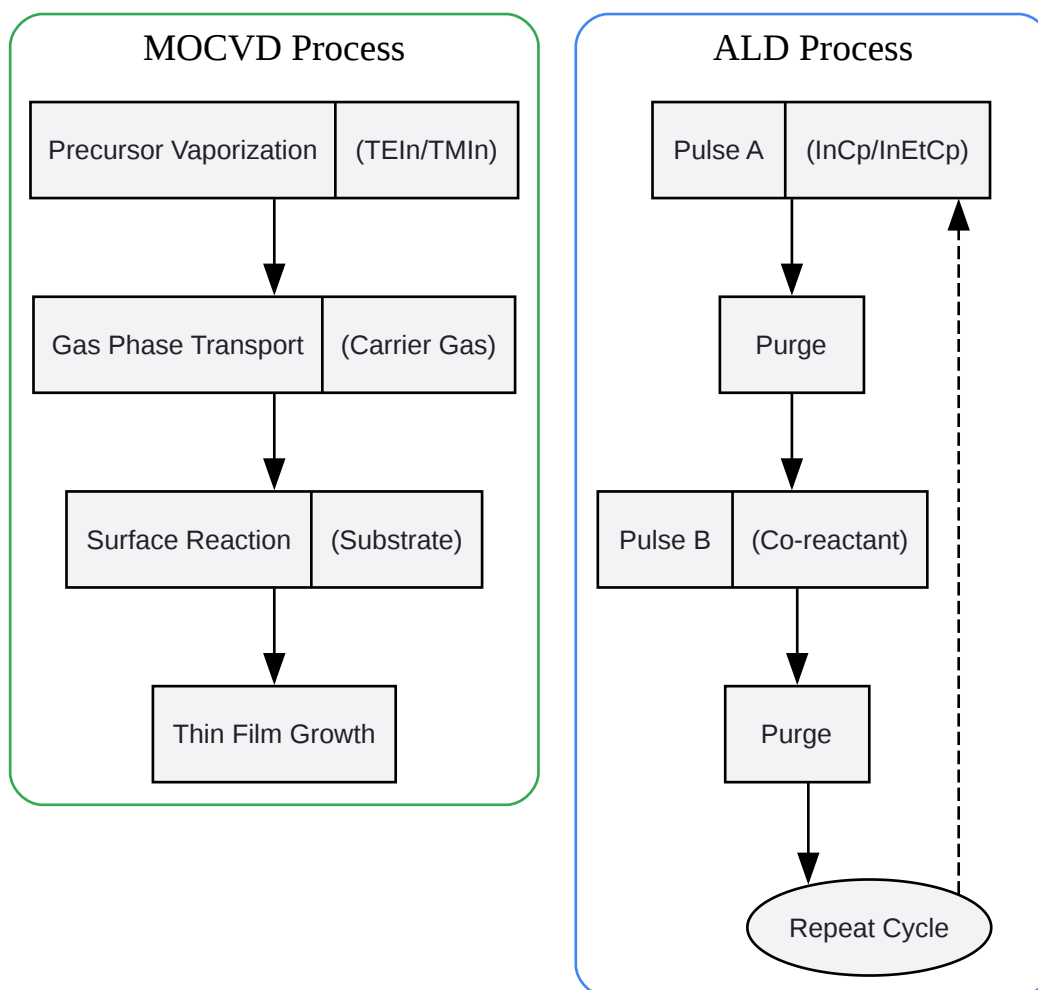 MOCVD Process
Precursor Vaporization (TEIn/TMIn)
Gas Phase Transport (Carrier Gas)
Surface Reaction (Substrate)
Thin Film Growth
ALD Process
Pulse A (InCp/InEtCp)
Purge
Pulse B (Co-reactant)
Purge
Repeat Cycle